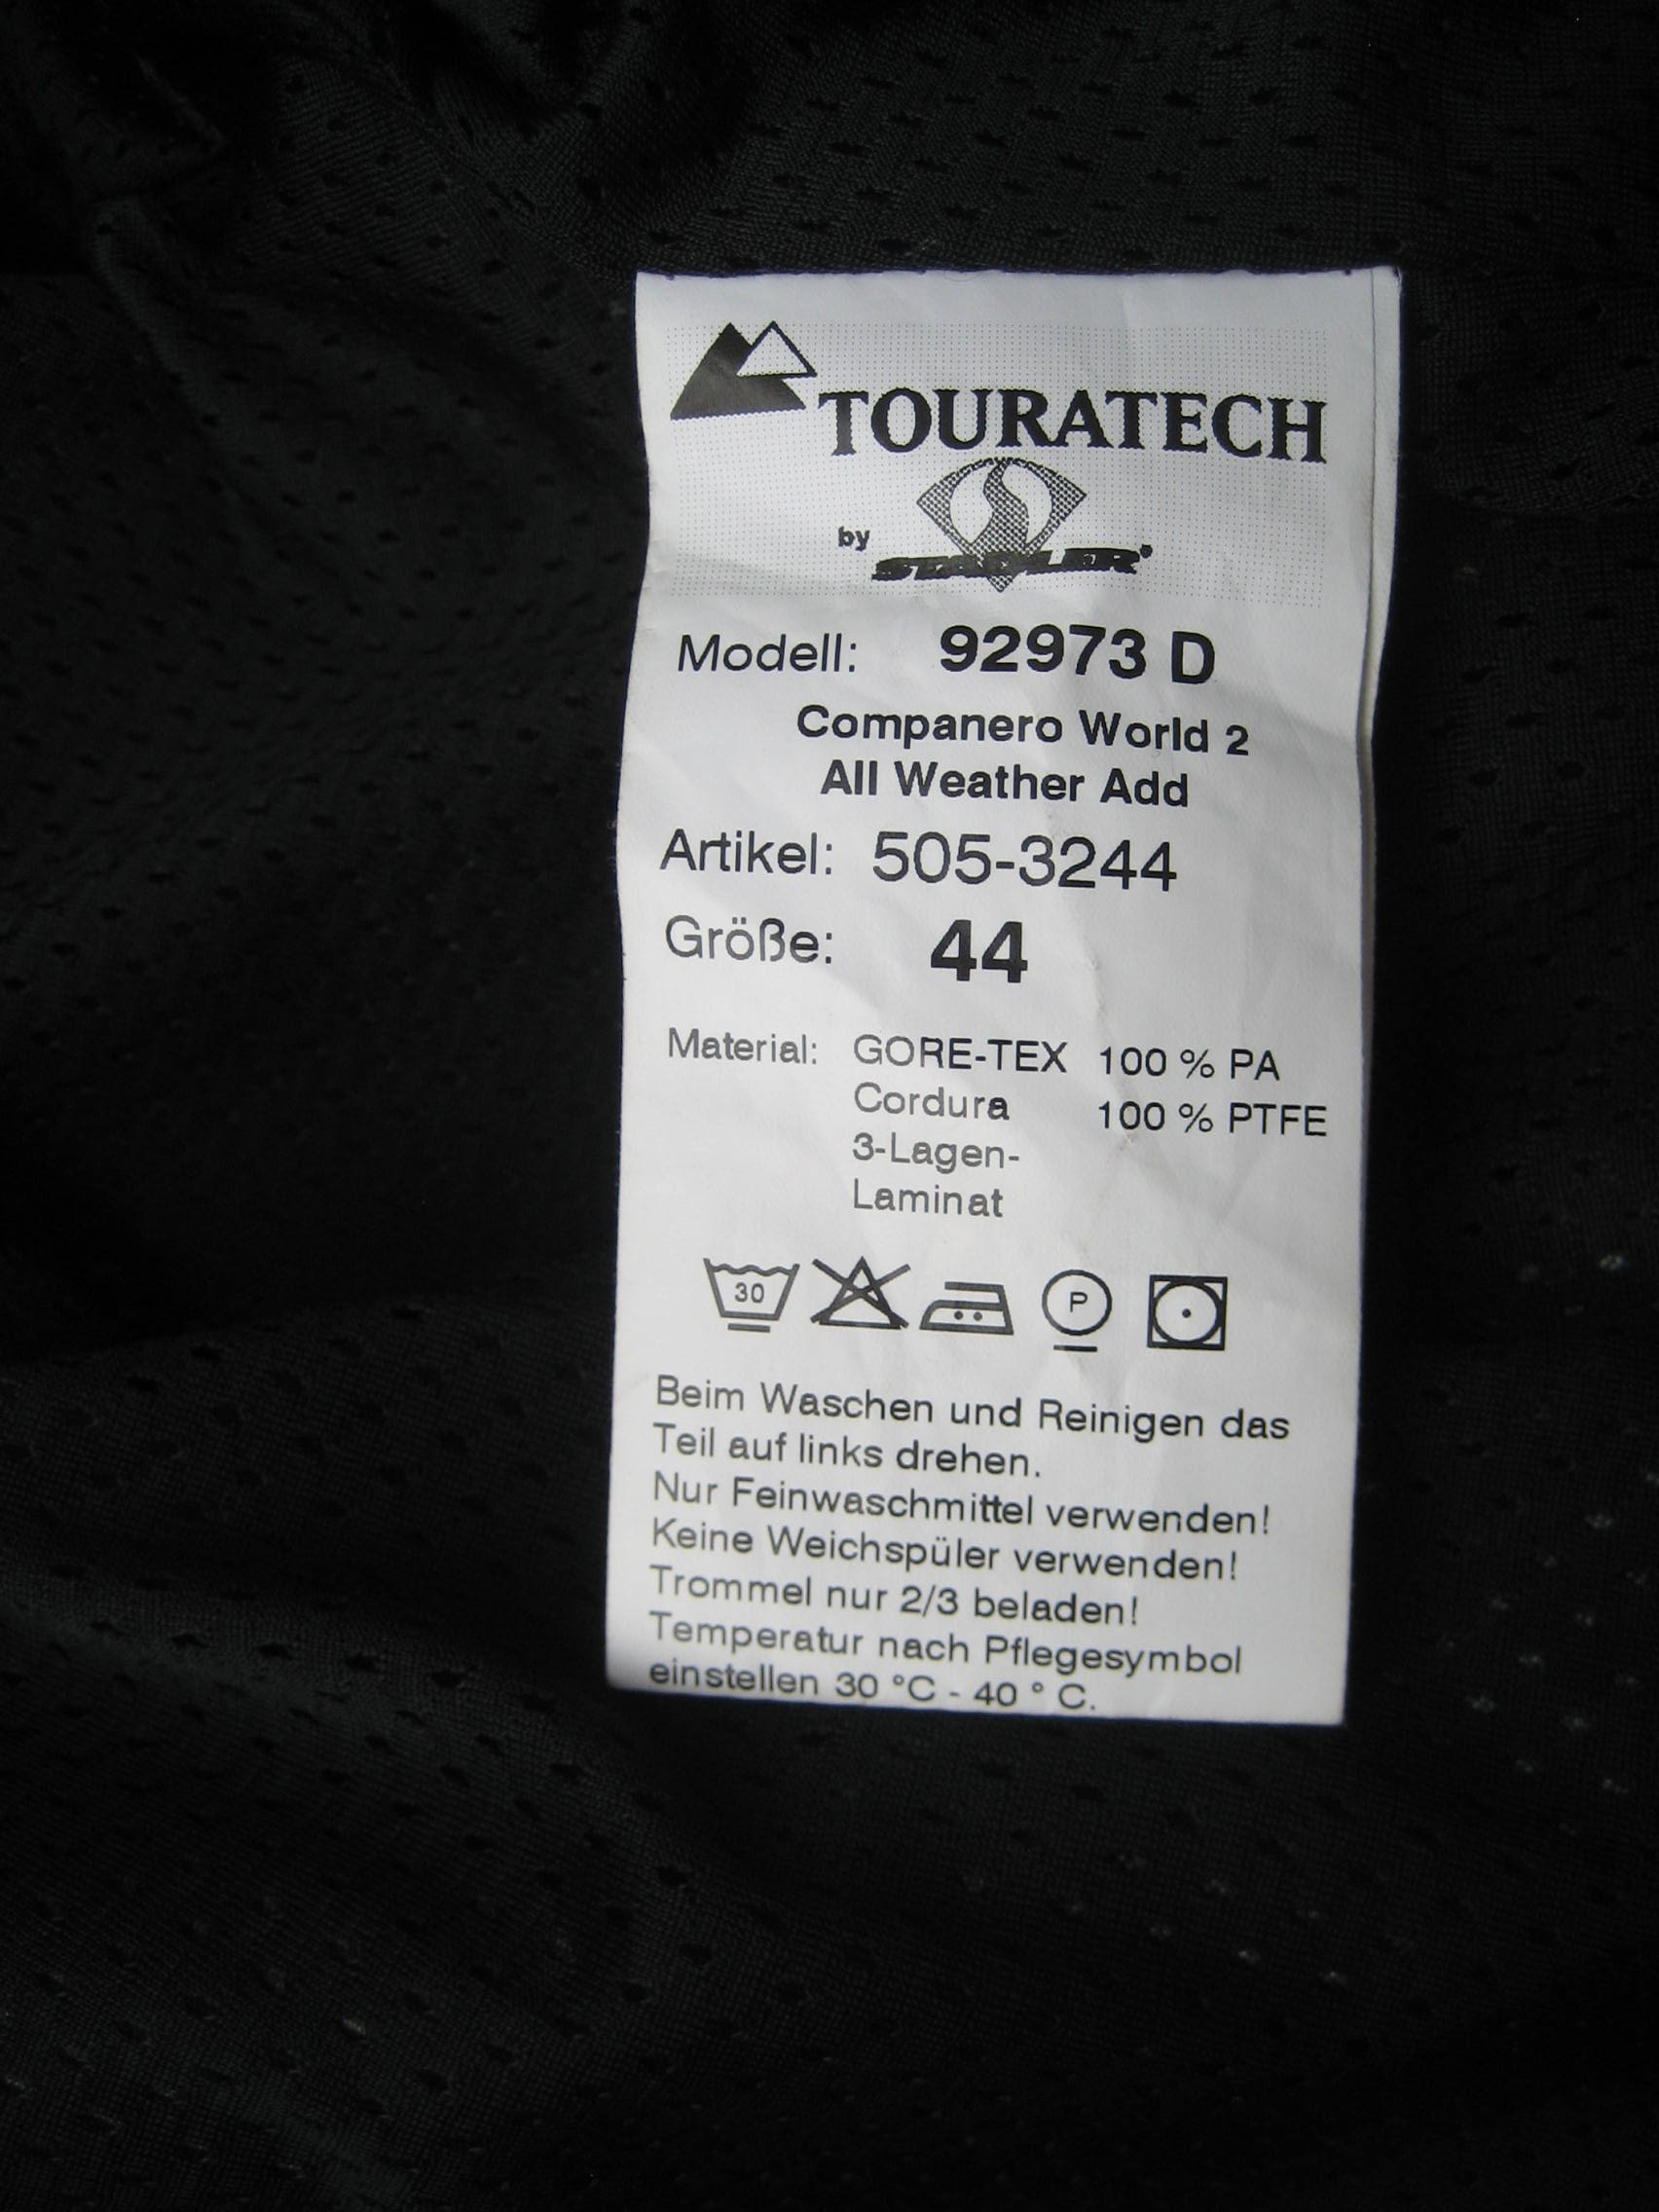 TOURATECH
by STADLER®
Modell: 92973 D
Companero World 2
All Weather Add
Artikel: 505-3244
Größe: 44
Material: GORE-TEX 100 % PA
Cordura 100 % PTFE
3-Lagen-
Laminat
30 P
Beim Waschen und Reinigen das
Teil auf links drehen.
Nur Feinwaschmittel verwenden!
Keine Weichspüler verwenden!
Trommel nur 2/3 beladen!
Temperatur nach Pflegesymbol
einstellen 30 °C - 40 ° C.